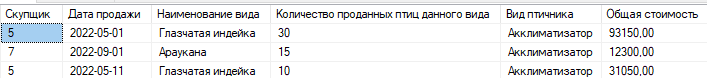 Скупщик Дата продажи Наименование вида Количество проданных птиц данного вида Вид птичника Общая стоимость
5 2022-05-01 Глазчатая индейка 30 Акклиматизатор 93150,00
7 2022-09-01 Араукана 15 Акклиматизатор 12300,00
5 2022-05-11 Глазчатая индейка 10 Акклиматизатор 31050,00